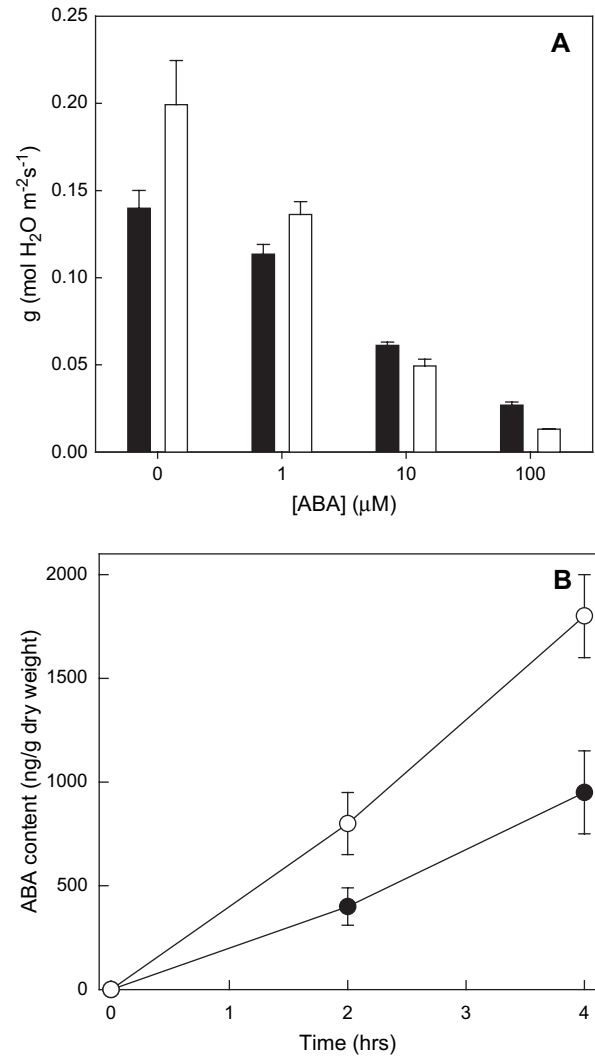 A
0.25
0.20
0.15
0.10
0.05
0.00
g (mol H₂O m⁻²s⁻¹)
0 1 10 100
[ABA] (μM)
B
2000
1500
1000
500
0
ABA content (ng/g dry weight)
0 1 2 3 4
Time (hrs)